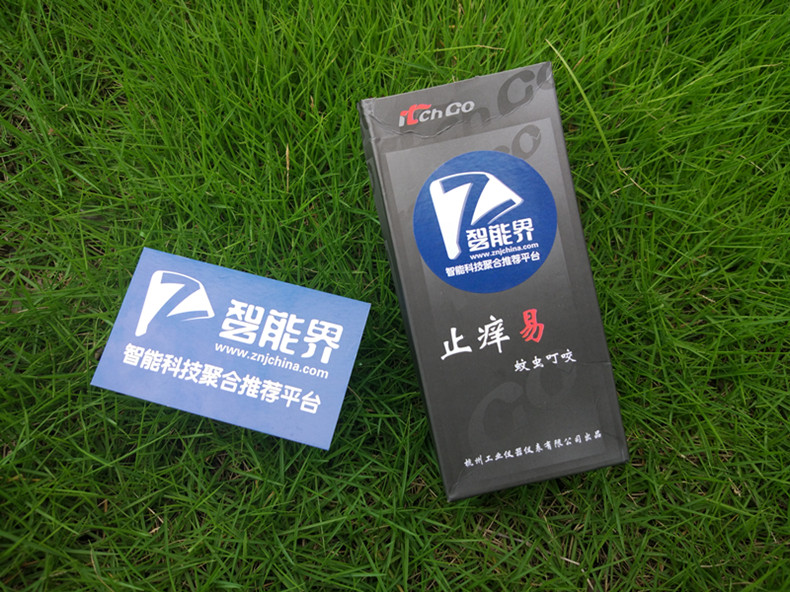 智能界
www.znjchina.com
智能科技聚合推荐平台
itch Go
智能界
www.znjchina.com
智能科技聚合推荐平台
止痒易
蚊虫叮咬
杭州工业仪器仪表有限公司出品